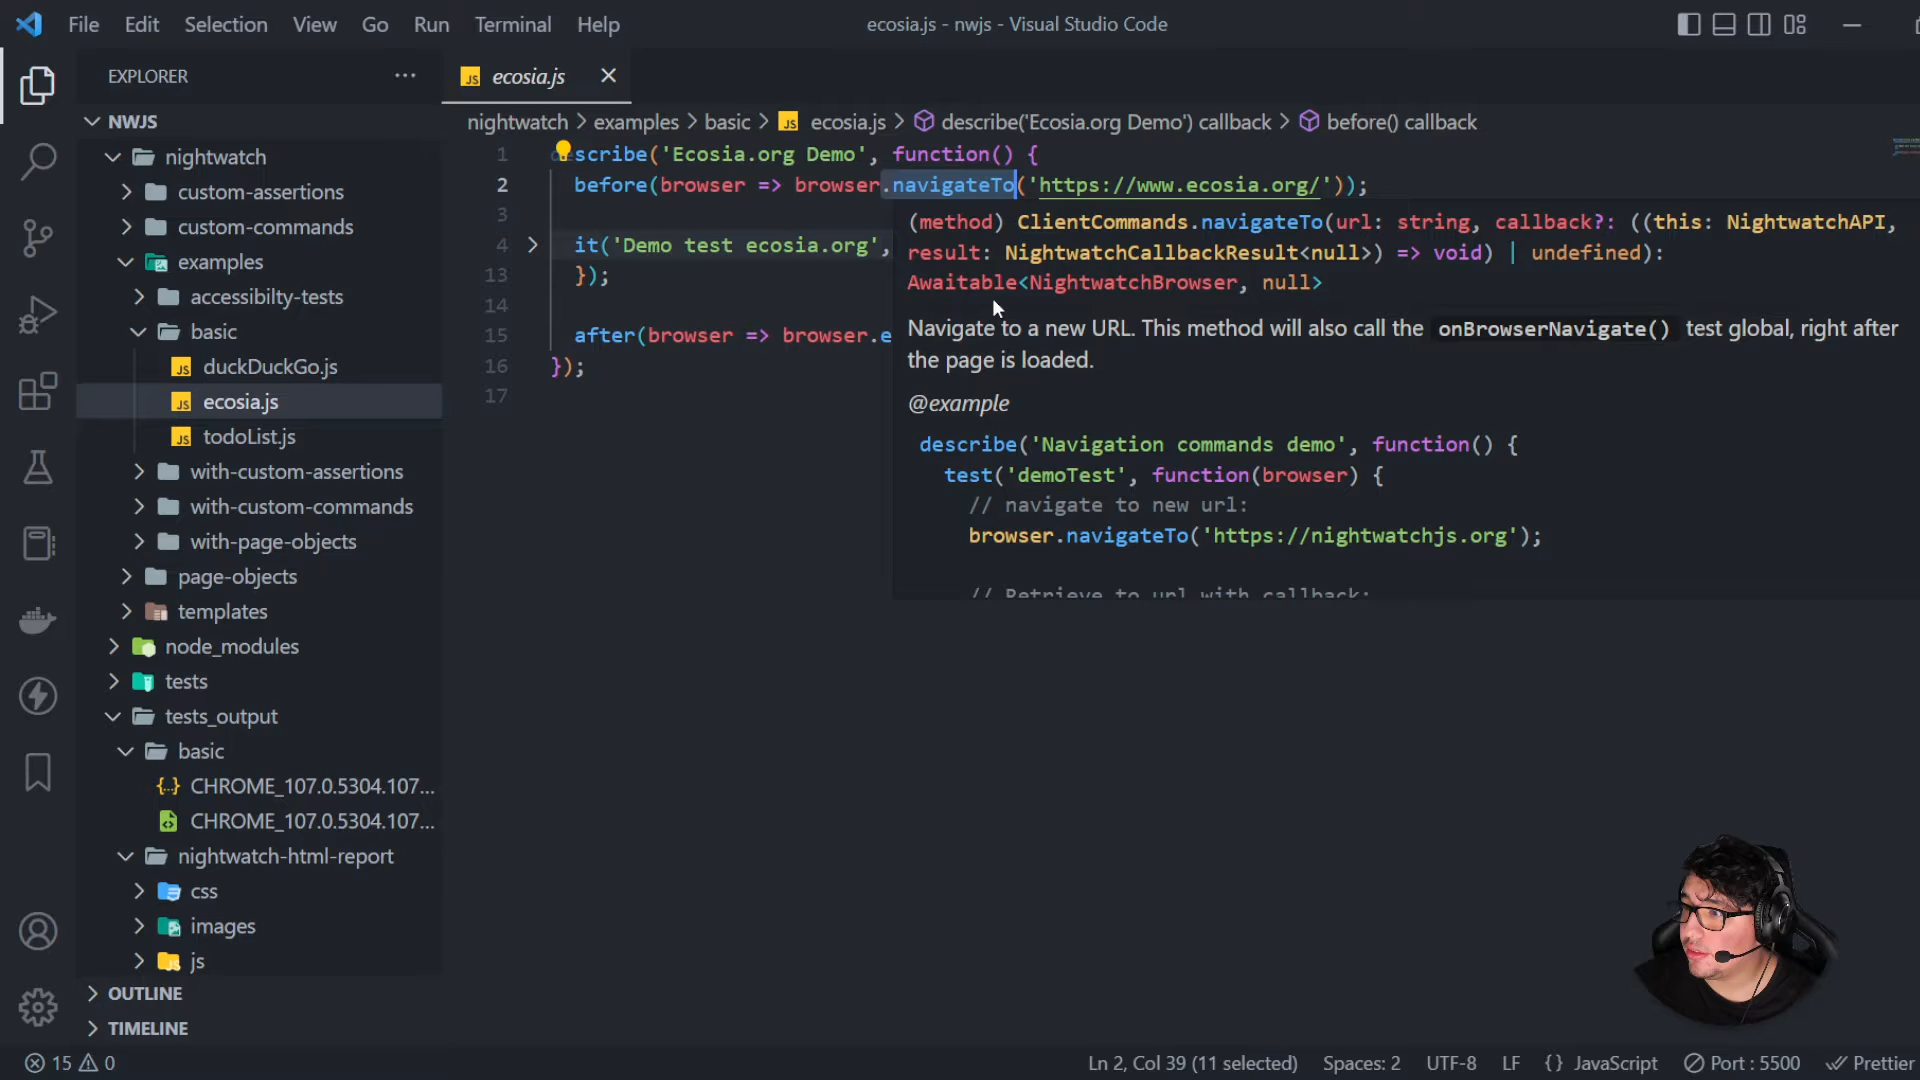 File Edit Selection View Go Run Terminal Help
ecosia.js - nwjs - Visual Studio Code
EXPLORER
NWJS
nightwatch
custom-assertions
custom-commands
examples
accessibilty-tests
basic
duckDuckGo.js
ecosia.js
todoList.js
with-custom-assertions
with-custom-commands
with-page-objects
page-objects
templates
node_modules
tests
tests_output
basic
CHROME_107.0.5304.107...
CHROME_107.0.5304.107...
nightwatch-html-report
css
images
js
OUTLINE
TIMELINE
JS ecosia.js
nightwatch > examples > basic > JS ecosia.js > describe('Ecosia.org Demo') callback > before() callback
1 describe('Ecosia.org Demo', function() {
2 before(browser => browser.navigateTo('https://www.ecosia.org/'));
3
4 it('Demo test ecosia.org',
13 });
14
15 after(browser => browser.e
16 });
17
(method) ClientCommands.navigateTo(url: string, callback?: ((this: NightwatchAPI,
result: NightwatchCallbackResult<null>) => void) | undefined):
Awaitable<NightwatchBrowser, null>
Navigate to a new URL. This method will also call the onBrowserNavigate() test global, right after
the page is loaded.
@example
describe('Navigation commands demo', function() {
test('demoTest', function(browser) {
// navigate to new url:
browser.navigateTo('https://nightwatchjs.org');
// Retrieve to url with callback:
15 0
Ln 2, Col 39 (11 selected) Spaces: 2 UTF-8 LF {} JavaScript Port : 5500 Prettier